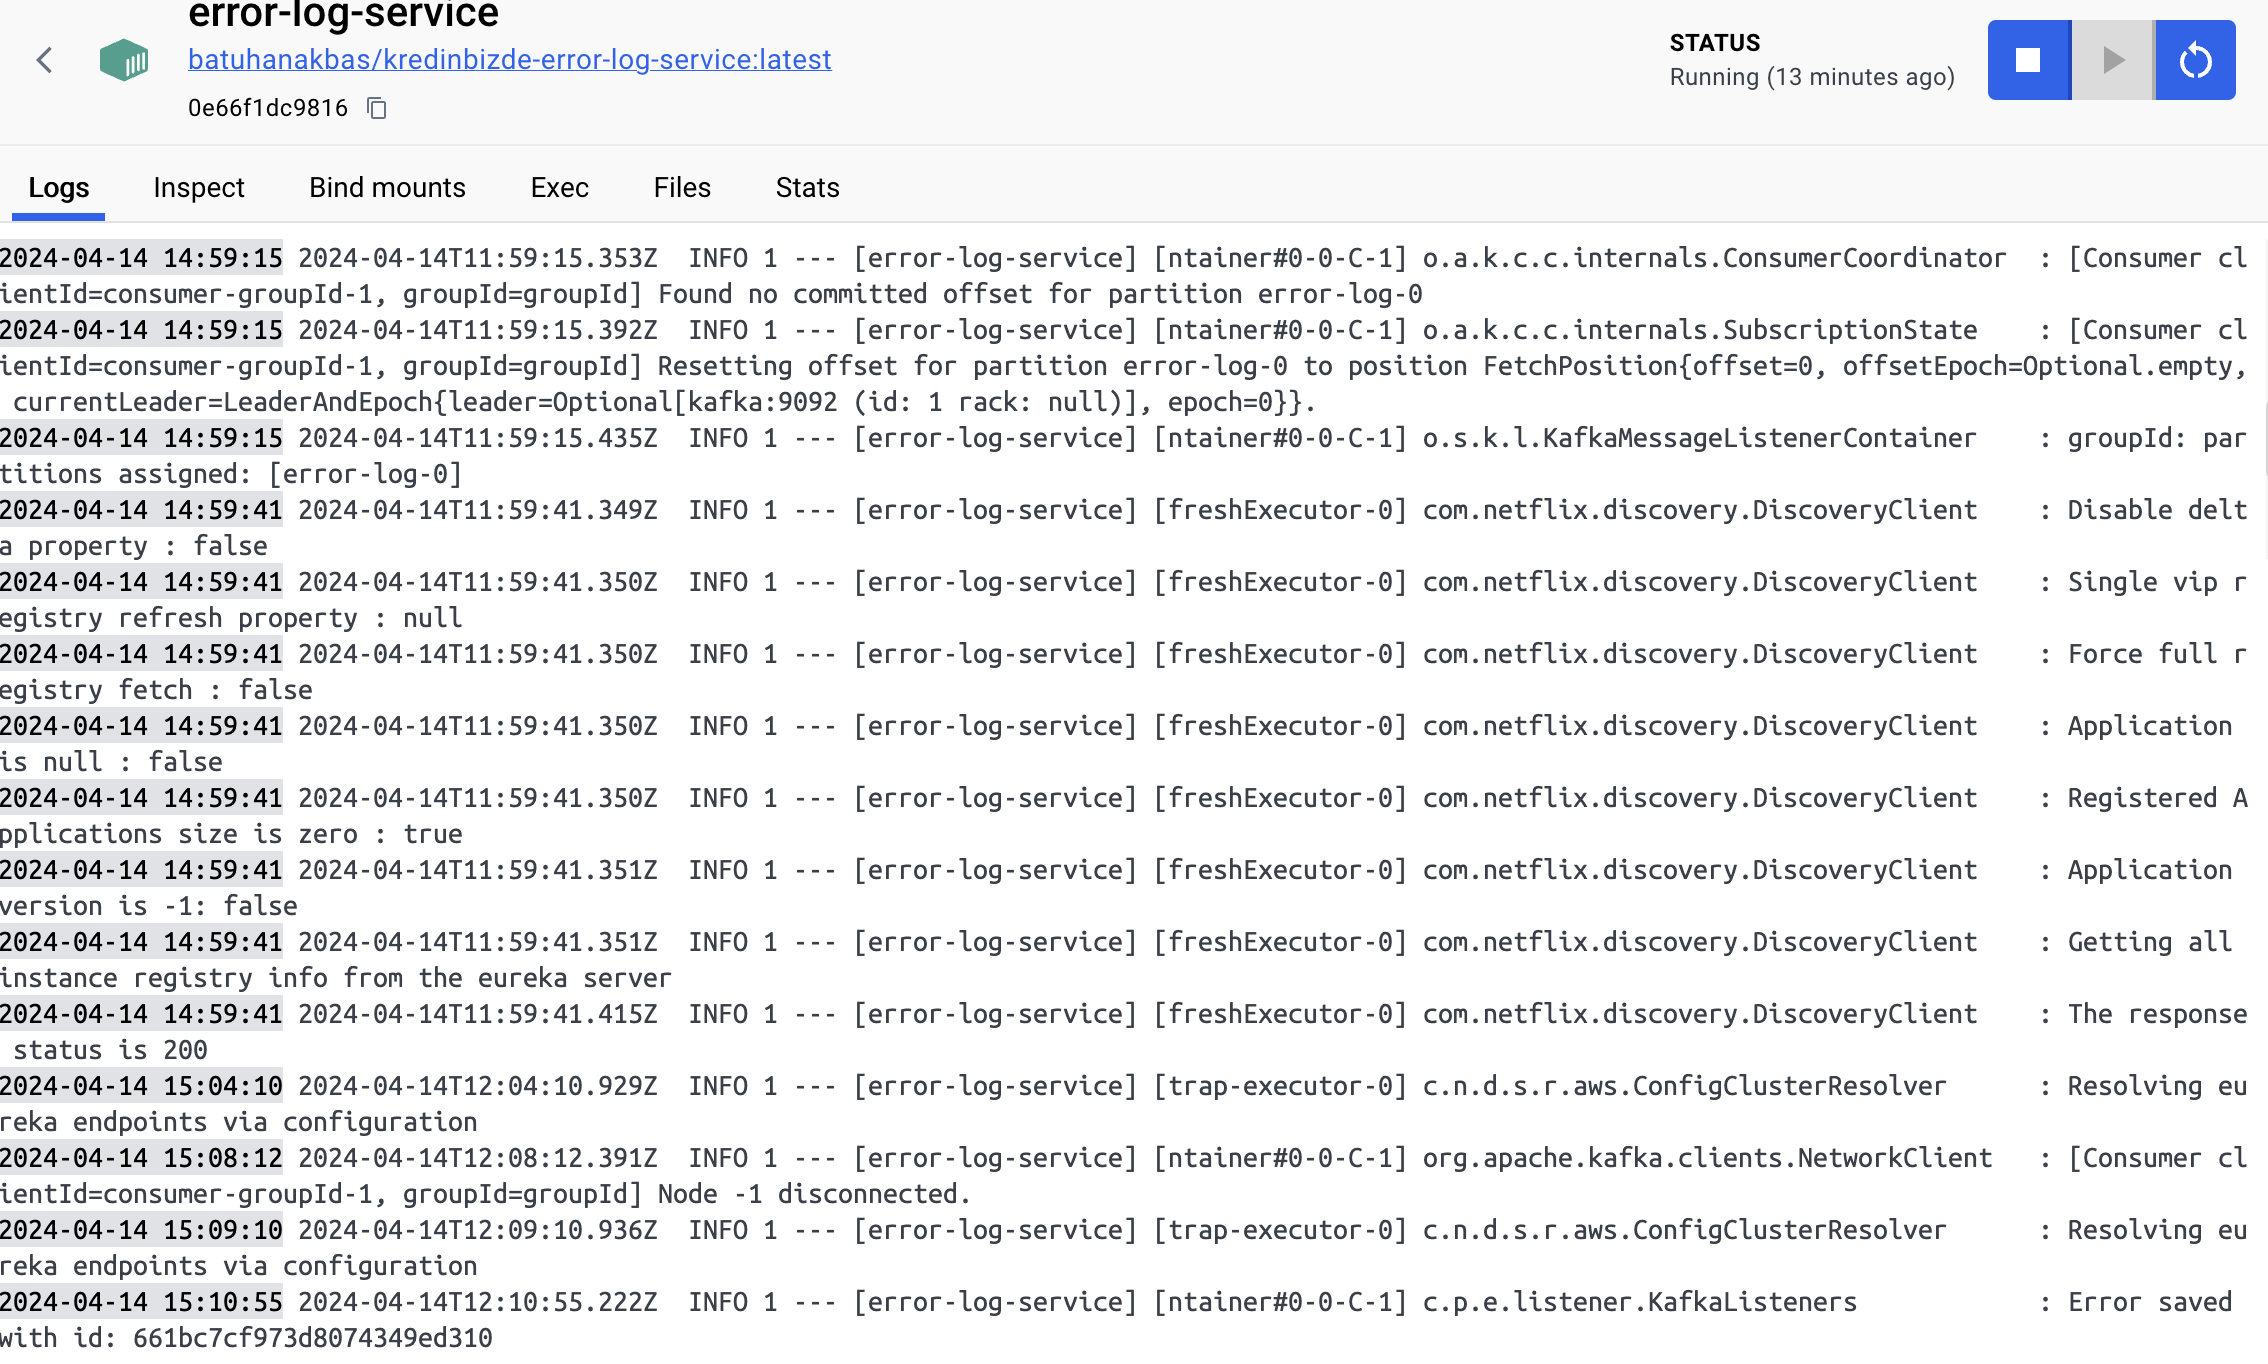 error-log-service
batuhanakbas/kredinbizde-error-log-service:latest
0e66f1dc9816
STATUS
Running (13 minutes ago)
Logs Inspect Bind mounts Exec Files Stats
2024-04-14 14:59:15 2024-04-14T11:59:15.353Z  INFO 1 --- [error-log-service] [ntainer#0-0-C-1] o.a.k.c.c.internals.ConsumerCoordinator  : [Consumer cl
ientId=consumer-groupId-1, groupId=groupId] Found no committed offset for partition error-log-0
2024-04-14 14:59:15 2024-04-14T11:59:15.392Z  INFO 1 --- [error-log-service] [ntainer#0-0-C-1] o.a.k.c.c.internals.SubscriptionState    : [Consumer cl
ientId=consumer-groupId-1, groupId=groupId] Resetting offset for partition error-log-0 to position FetchPosition{offset=0, offsetEpoch=Optional.empty,
 currentLeader=LeaderAndEpoch{leader=Optional[kafka:9092 (id: 1 rack: null)], epoch=0}}.
2024-04-14 14:59:15 2024-04-14T11:59:15.435Z  INFO 1 --- [error-log-service] [ntainer#0-0-C-1] o.s.k.l.KafkaMessageListenerContainer    : groupId: par
titions assigned: [error-log-0]
2024-04-14 14:59:41 2024-04-14T11:59:41.349Z  INFO 1 --- [error-log-service] [freshExecutor-0] com.netflix.discovery.DiscoveryClient    : Disable delt
a property : false
2024-04-14 14:59:41 2024-04-14T11:59:41.350Z  INFO 1 --- [error-log-service] [freshExecutor-0] com.netflix.discovery.DiscoveryClient    : Single vip r
egistry refresh property : null
2024-04-14 14:59:41 2024-04-14T11:59:41.350Z  INFO 1 --- [error-log-service] [freshExecutor-0] com.netflix.discovery.DiscoveryClient    : Force full r
egistry fetch : false
2024-04-14 14:59:41 2024-04-14T11:59:41.350Z  INFO 1 --- [error-log-service] [freshExecutor-0] com.netflix.discovery.DiscoveryClient    : Application
is null : false
2024-04-14 14:59:41 2024-04-14T11:59:41.350Z  INFO 1 --- [error-log-service] [freshExecutor-0] com.netflix.discovery.DiscoveryClient    : Registered A
pplications size is zero : true
2024-04-14 14:59:41 2024-04-14T11:59:41.351Z  INFO 1 --- [error-log-service] [freshExecutor-0] com.netflix.discovery.DiscoveryClient    : Application
version is -1: false
2024-04-14 14:59:41 2024-04-14T11:59:41.351Z  INFO 1 --- [error-log-service] [freshExecutor-0] com.netflix.discovery.DiscoveryClient    : Getting all
instance registry info from the eureka server
2024-04-14 14:59:41 2024-04-14T11:59:41.415Z  INFO 1 --- [error-log-service] [freshExecutor-0] com.netflix.discovery.DiscoveryClient    : The response
 status is 200
2024-04-14 15:04:10 2024-04-14T12:04:10.929Z  INFO 1 --- [error-log-service] [trap-executor-0] c.n.d.s.r.aws.ConfigClusterResolver      : Resolving eu
reka endpoints via configuration
2024-04-14 15:08:12 2024-04-14T12:08:12.391Z  INFO 1 --- [error-log-service] [ntainer#0-0-C-1] org.apache.kafka.clients.NetworkClient   : [Consumer cl
ientId=consumer-groupId-1, groupId=groupId] Node -1 disconnected.
2024-04-14 15:09:10 2024-04-14T12:09:10.936Z  INFO 1 --- [error-log-service] [trap-executor-0] c.n.d.s.r.aws.ConfigClusterResolver      : Resolving eu
reka endpoints via configuration
2024-04-14 15:10:55 2024-04-14T12:10:55.222Z  INFO 1 --- [error-log-service] [ntainer#0-0-C-1] c.p.e.listener.KafkaListeners            : Error saved
with id: 661bc7cf973d8074349ed310